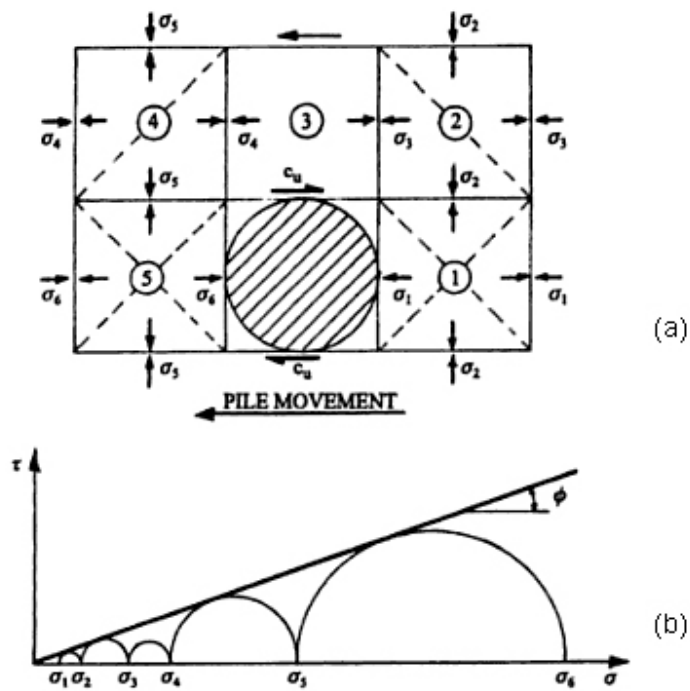 σ₅ σ₂
σ₄ ④ σ₄ ③ σ₃ ② σ₃
σ₅ cᵤ σ₂
σ₆ ⑤ σ₆ σ₁ ① σ₁
σ₅ cᵤ σ₂
(a)
PILE MOVEMENT
τ
ϕ
(b)
σ₁ σ₂ σ₃ σ₄ σ₅ σ₆ σ